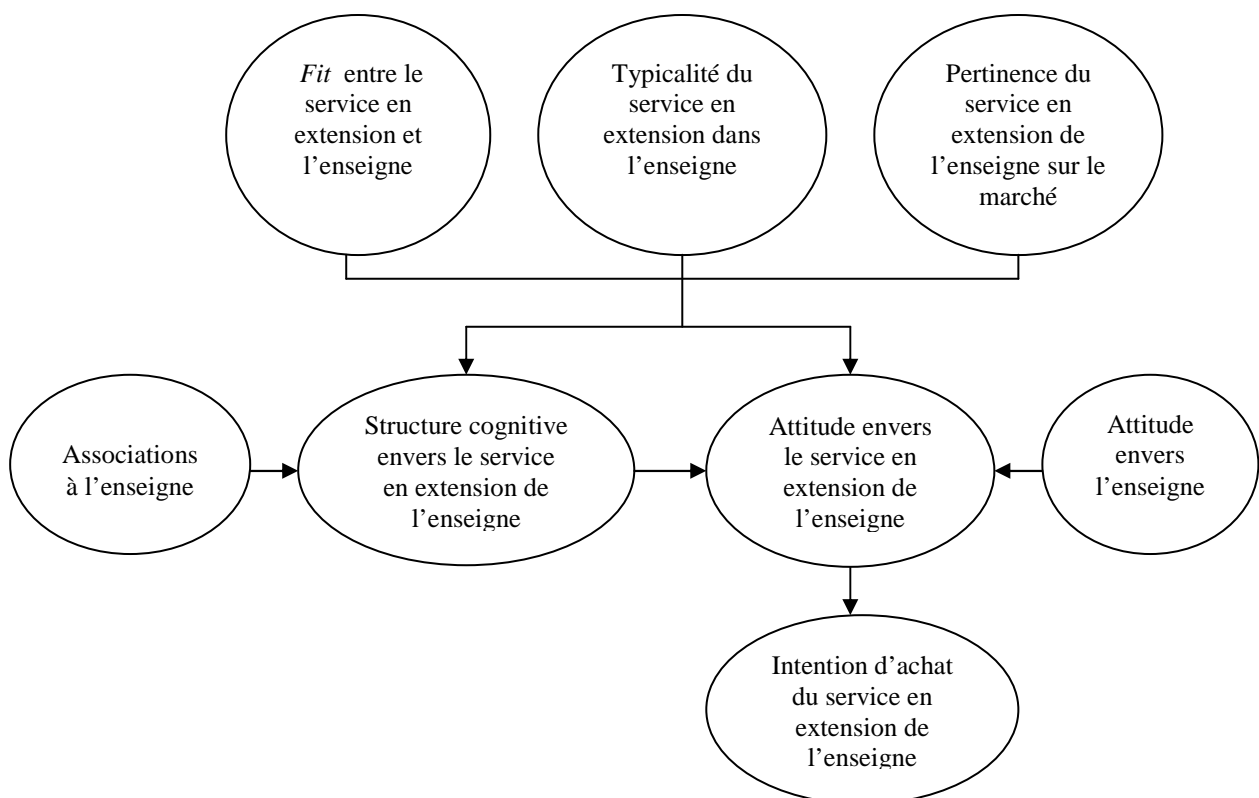 Fit entre le
service en
extension et
l’enseigne
Typicalité du
service en
extension dans
l’enseigne
Pertinence du
service en
extension de
l’enseigne sur le
marché
Associations
à l’enseigne
Structure cognitive
envers le service
en extension de
l’enseigne
Attitude envers
le service en
extension de
l’enseigne
Attitude
envers
l’enseigne
Intention d’achat
du service en
extension de
l’enseigne